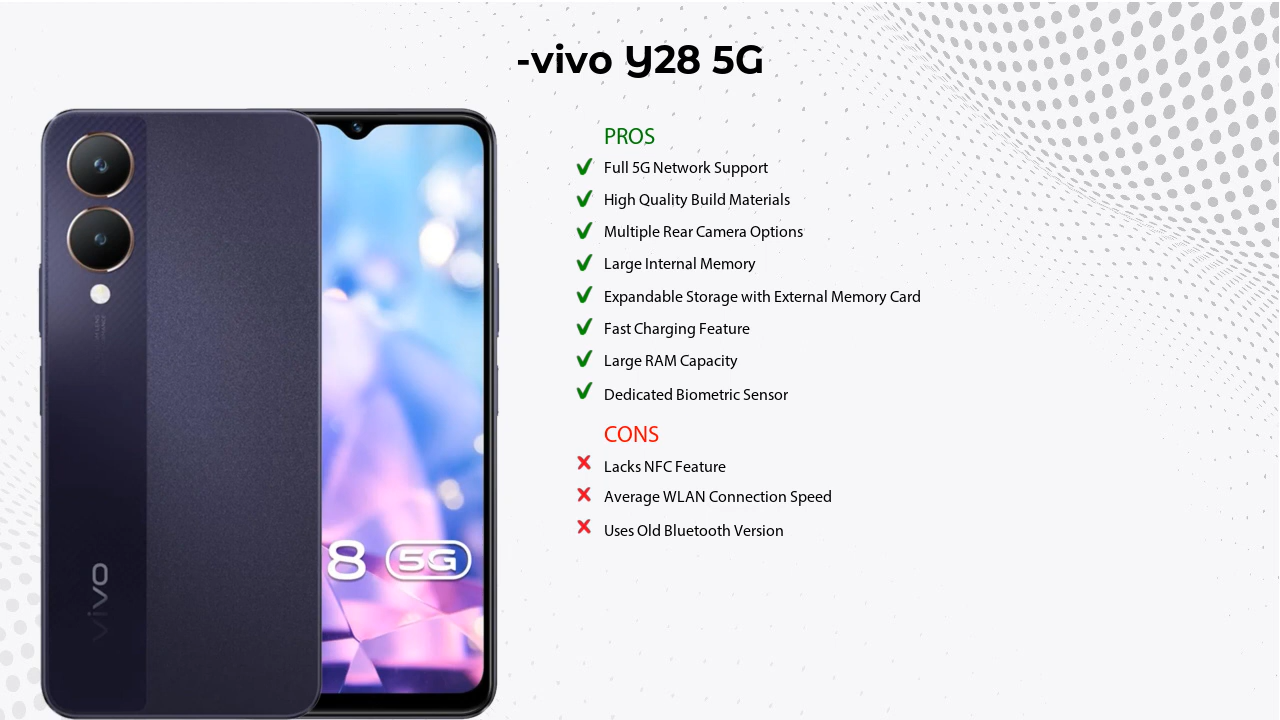 -vivo Y28 5G
PROS
Full 5G Network Support
High Quality Build Materials
Multiple Rear Camera Options
Large Internal Memory
Expandable Storage with External Memory Card
Fast Charging Feature
Large RAM Capacity
Dedicated Biometric Sensor
CONS
Lacks NFC Feature
Average WLAN Connection Speed
Uses Old Bluetooth Version
vivo
8 5G